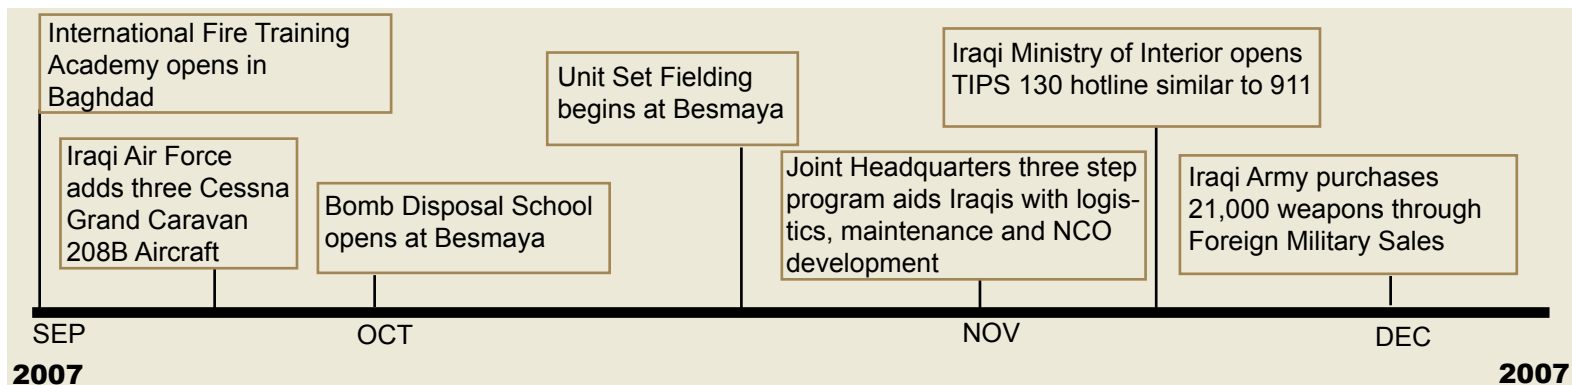 International Fire Training
Academy opens in
Baghdad
Iraqi Air Force
adds three Cessna
Grand Caravan
208B Aircraft
Bomb Disposal School
opens at Besmaya
Unit Set Fielding
begins at Besmaya
Joint Headquarters three step
program aids Iraqis with logis-
tics, maintenance and NCO
development
Iraqi Ministry of Interior opens
TIPS 130 hotline similar to 911
Iraqi Army purchases
21,000 weapons through
Foreign Military Sales
SEP
OCT
NOV
DEC
2007
2007